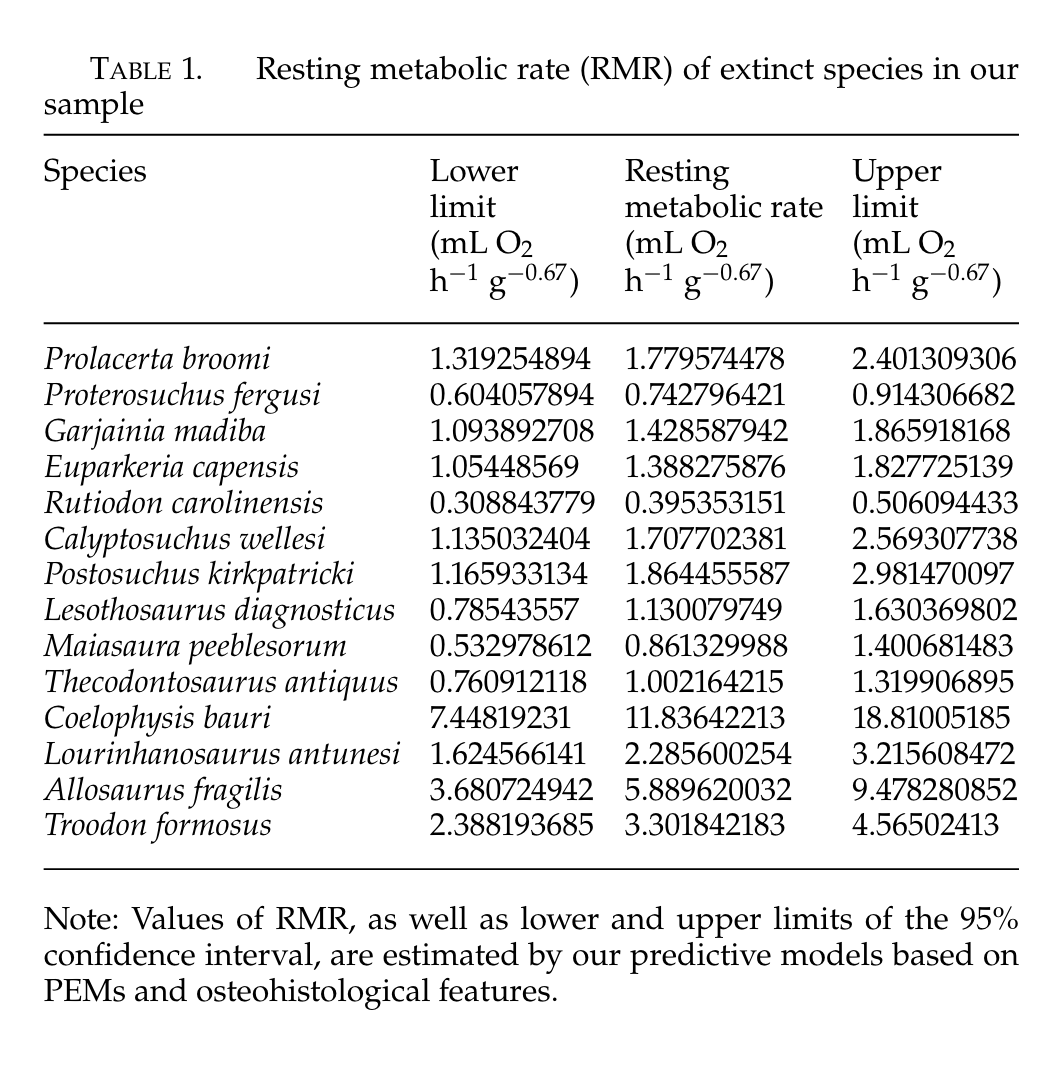 TABLE 1. Resting metabolic rate (RMR) of extinct species in our
sample
Species Lower limit (mL O₂ h⁻¹ g⁻⁰·⁶⁷) Resting metabolic rate (mL O₂ h⁻¹ g⁻⁰·⁶⁷) Upper limit (mL O₂ h⁻¹ g⁻⁰·⁶⁷)
Prolacerta broomi 1.319254894 1.779574478 2.401309306
Proterosuchus fergusi 0.604057894 0.742796421 0.914306682
Garjainia madiba 1.093892708 1.428587942 1.865918168
Euparkeria capensis 1.05448569 1.388275876 1.827725139
Rutiodon carolinensis 0.308843779 0.395353151 0.506094433
Calyptosuchus wellesi 1.135032404 1.707702381 2.569307738
Postosuchus kirkpatricki 1.165933134 1.864455587 2.981470097
Lesothosaurus diagnosticus 0.78543557 1.130079749 1.630369802
Maiasaura peeblesorum 0.532978612 0.861329988 1.400681483
Thecodontosaurus antiquus 0.760912118 1.002164215 1.319906895
Coelophysis bauri 7.44819231 11.83642213 18.81005185
Lourinhanosaurus antunesi 1.624566141 2.285600254 3.215608472
Allosaurus fragilis 3.680724942 5.889620032 9.478280852
Troodon formosus 2.388193685 3.301842183 4.56502413
Note: Values of RMR, as well as lower and upper limits of the 95%
confidence interval, are estimated by our predictive models based on
PEMs and osteohistological features.